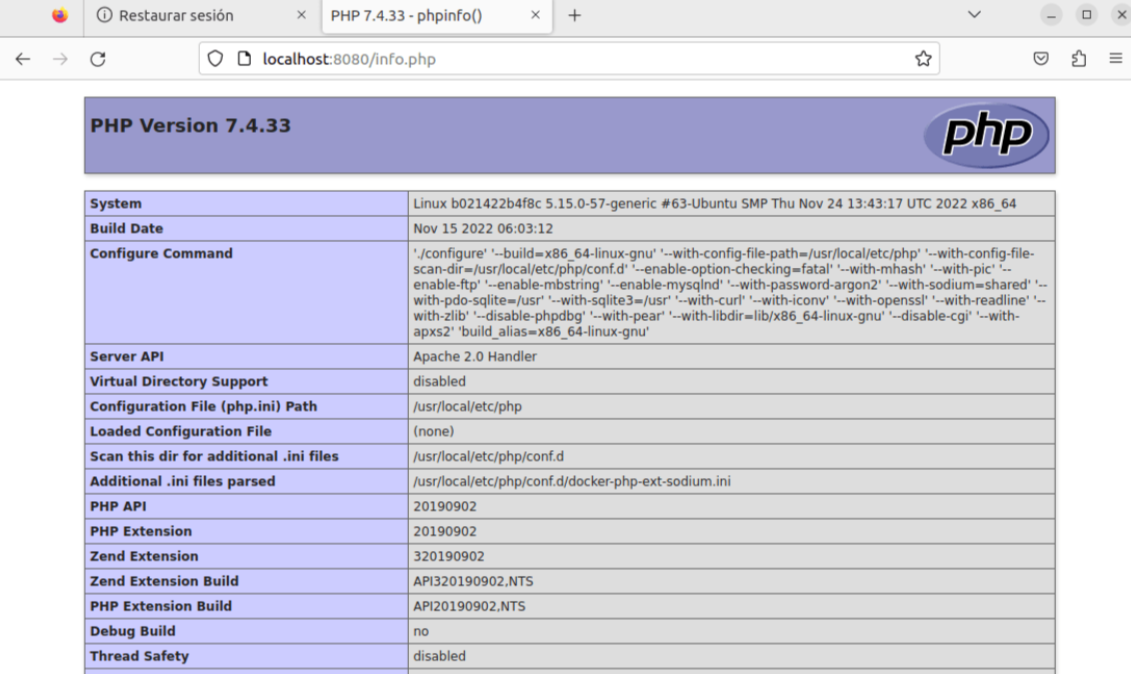 Restaurar sesión
PHP 7.4.33 - phpinfo()
localhost:8080/info.php
PHP Version 7.4.33
php
System Linux b021422b4f8c 5.15.0-57-generic #63-Ubuntu SMP Thu Nov 24 13:43:17 UTC 2022 x86_64
Build Date Nov 15 2022 06:03:12
Configure Command './configure' '--build=x86_64-linux-gnu' '--with-config-file-path=/usr/local/etc/php' '--with-config-file-
scan-dir=/usr/local/etc/php/conf.d' '--enable-option-checking=fatal' '--with-mhash' '--with-pic' '--
enable-ftp' '--enable-mbstring' '--enable-mysqlnd' '--with-password-argon2' '--with-sodium=shared' '--
with-pdo-sqlite=/usr' '--with-sqlite3=/usr' '--with-curl' '--with-iconv' '--with-openssl' '--with-readline' '--
with-zlib' '--disable-phpdbg' '--with-pear' '--with-libdir=lib/x86_64-linux-gnu' '--disable-cgi' '--with-
apxs2' 'build_alias=x86_64-linux-gnu'
Server API Apache 2.0 Handler
Virtual Directory Support disabled
Configuration File (php.ini) Path /usr/local/etc/php
Loaded Configuration File (none)
Scan this dir for additional .ini files /usr/local/etc/php/conf.d
Additional .ini files parsed /usr/local/etc/php/conf.d/docker-php-ext-sodium.ini
PHP API 20190902
PHP Extension 20190902
Zend Extension 320190902
Zend Extension Build API320190902,NTS
PHP Extension Build API20190902,NTS
Debug Build no
Thread Safety disabled